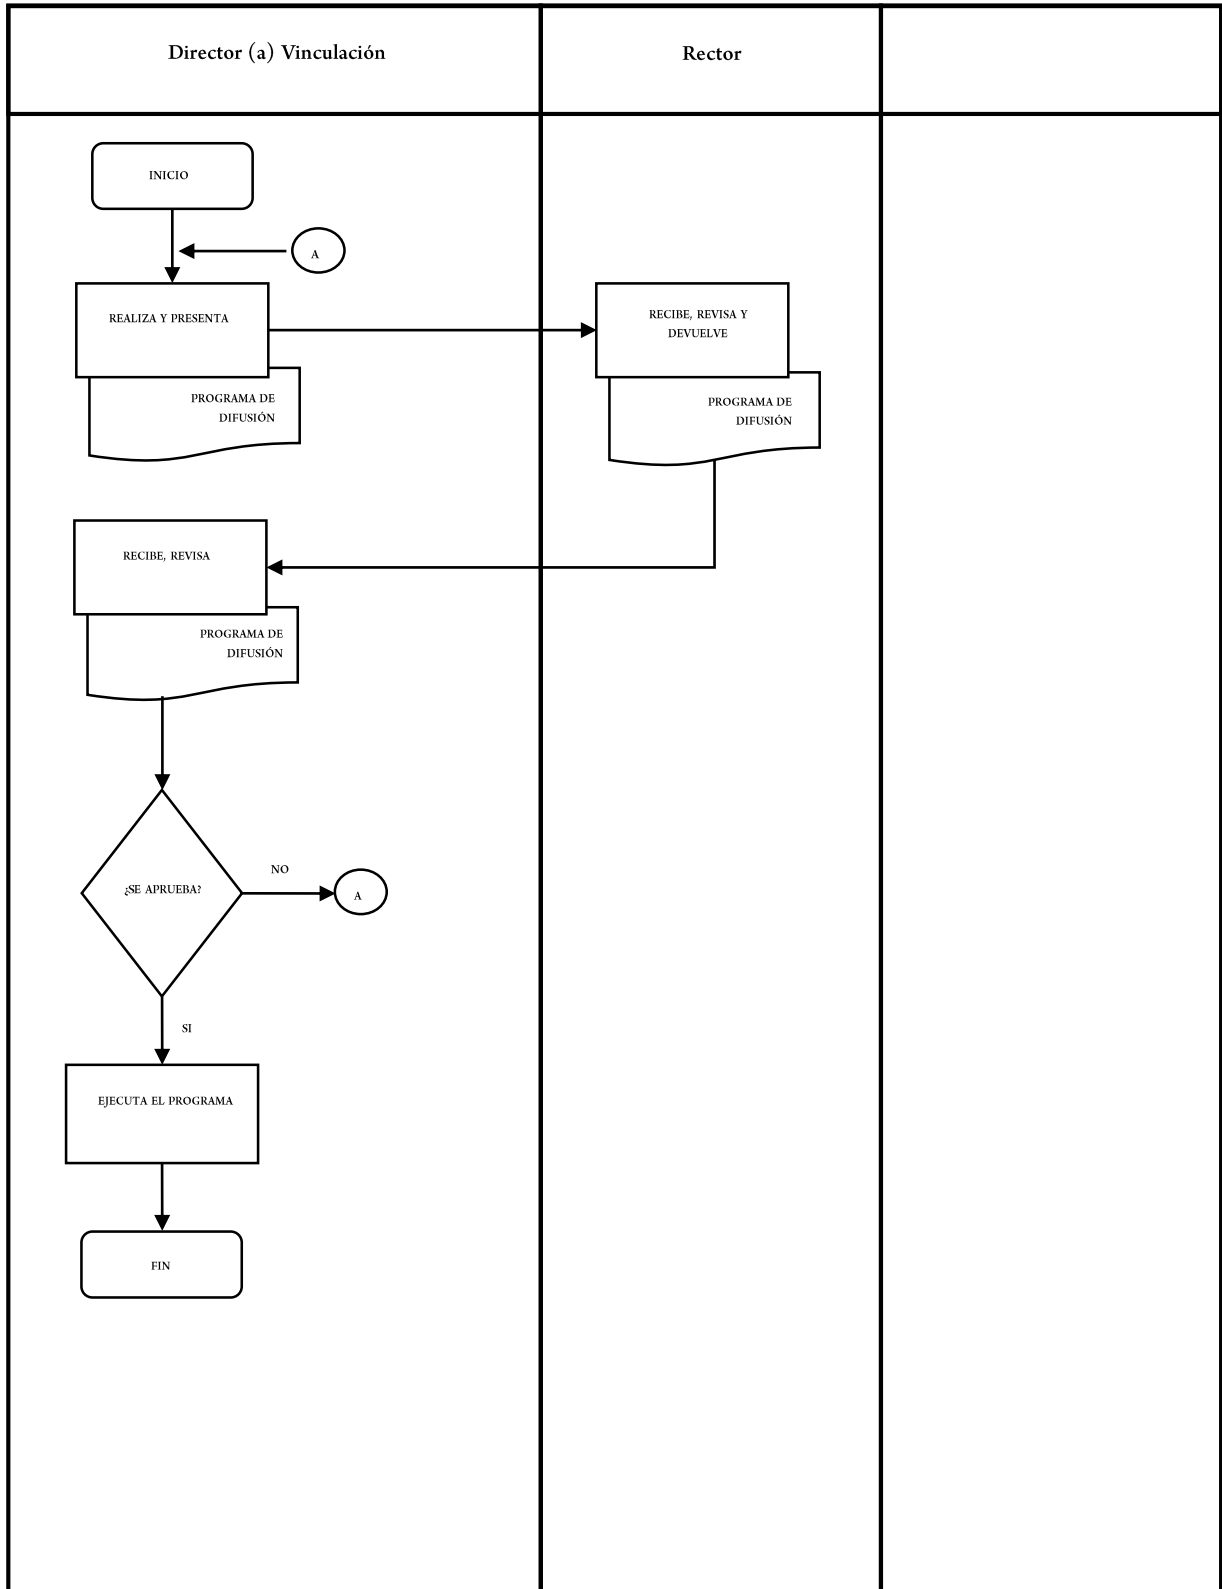 Director (a) Vinculación
Rector
INICIO
A
REALIZA Y PRESENTA
PROGRAMA DE
DIFUSIÓN
RECIBE, REVISA Y
DEVUELVE
PROGRAMA DE
DIFUSIÓN
RECIBE, REVISA
PROGRAMA DE
DIFUSIÓN
¿SE APRUEBA?
NO
A
SI
EJECUTA EL PROGRAMA
FIN